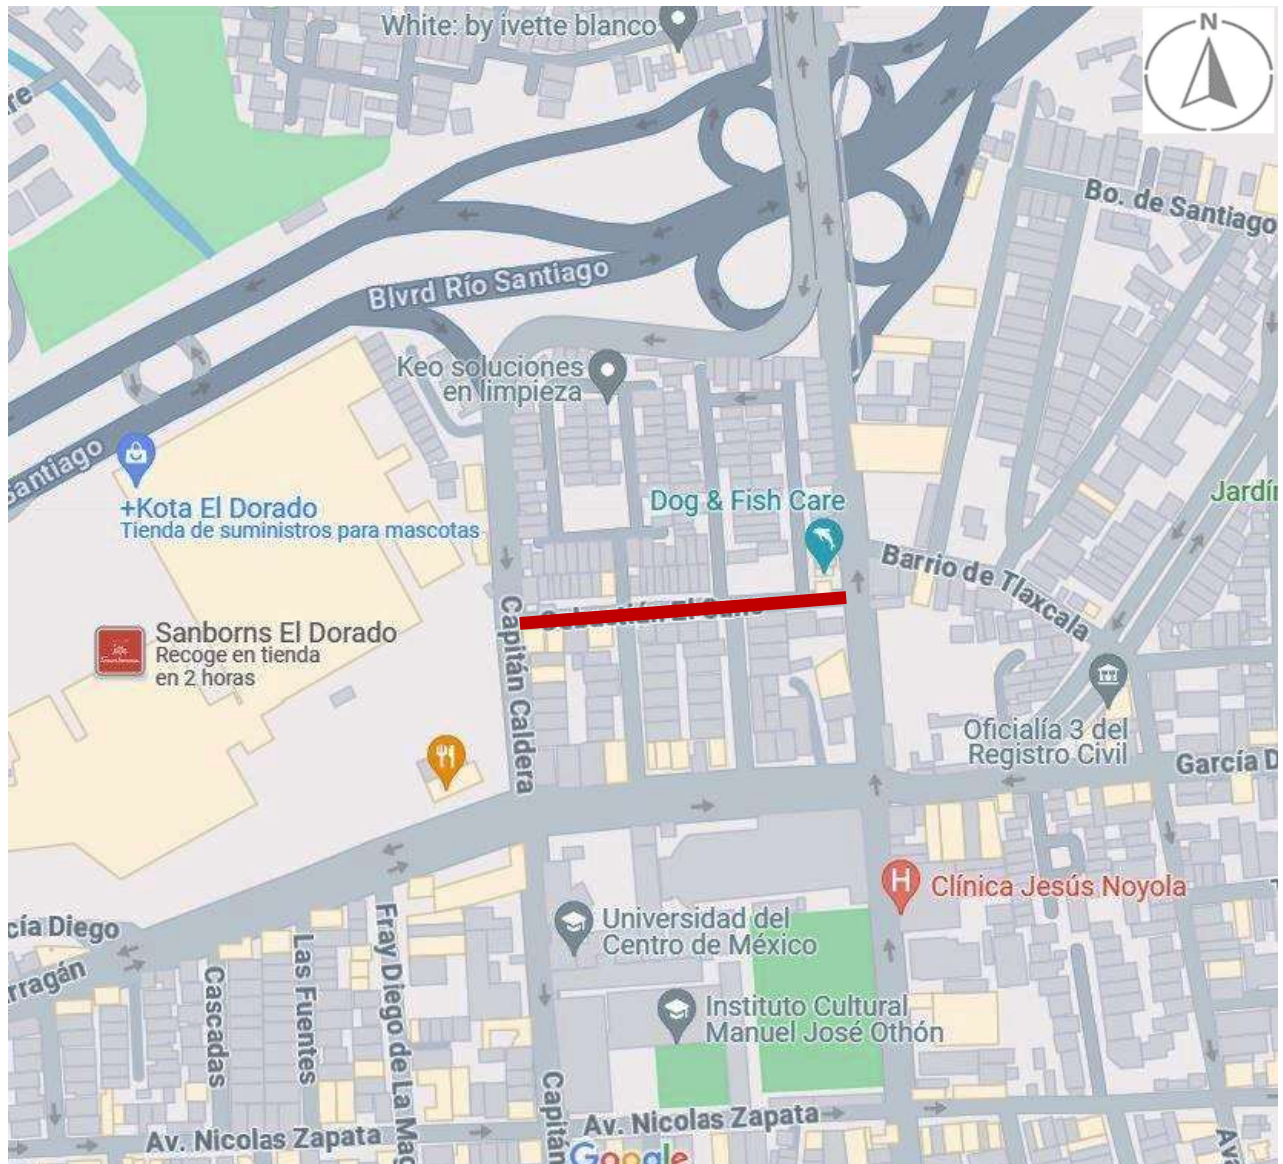 White: by ivette blanco
N
re
Bo. de Santiago
Blvrd Río Santiago
Keo soluciones
en limpieza
Santiago
+Kota El Dorado
Tienda de suministros para mascotas
Dog & Fish Care
Jardín
Barrio de Tlaxcala
Capitán Caldera
Sanborns El Dorado
Recoge en tienda
en 2 horas
Oficialía 3 del
Registro Civil
García D
H
Clínica Jesús Noyola
cía Diego
rragán
Universidad del
Centro de México
Fray Diego de La Mag
Las Fuentes
Cascadas
Instituto Cultural
Manuel José Othón
Capitán
Av. Nicolas Zapata
Av. Nicolas Zapata
Ava
Google